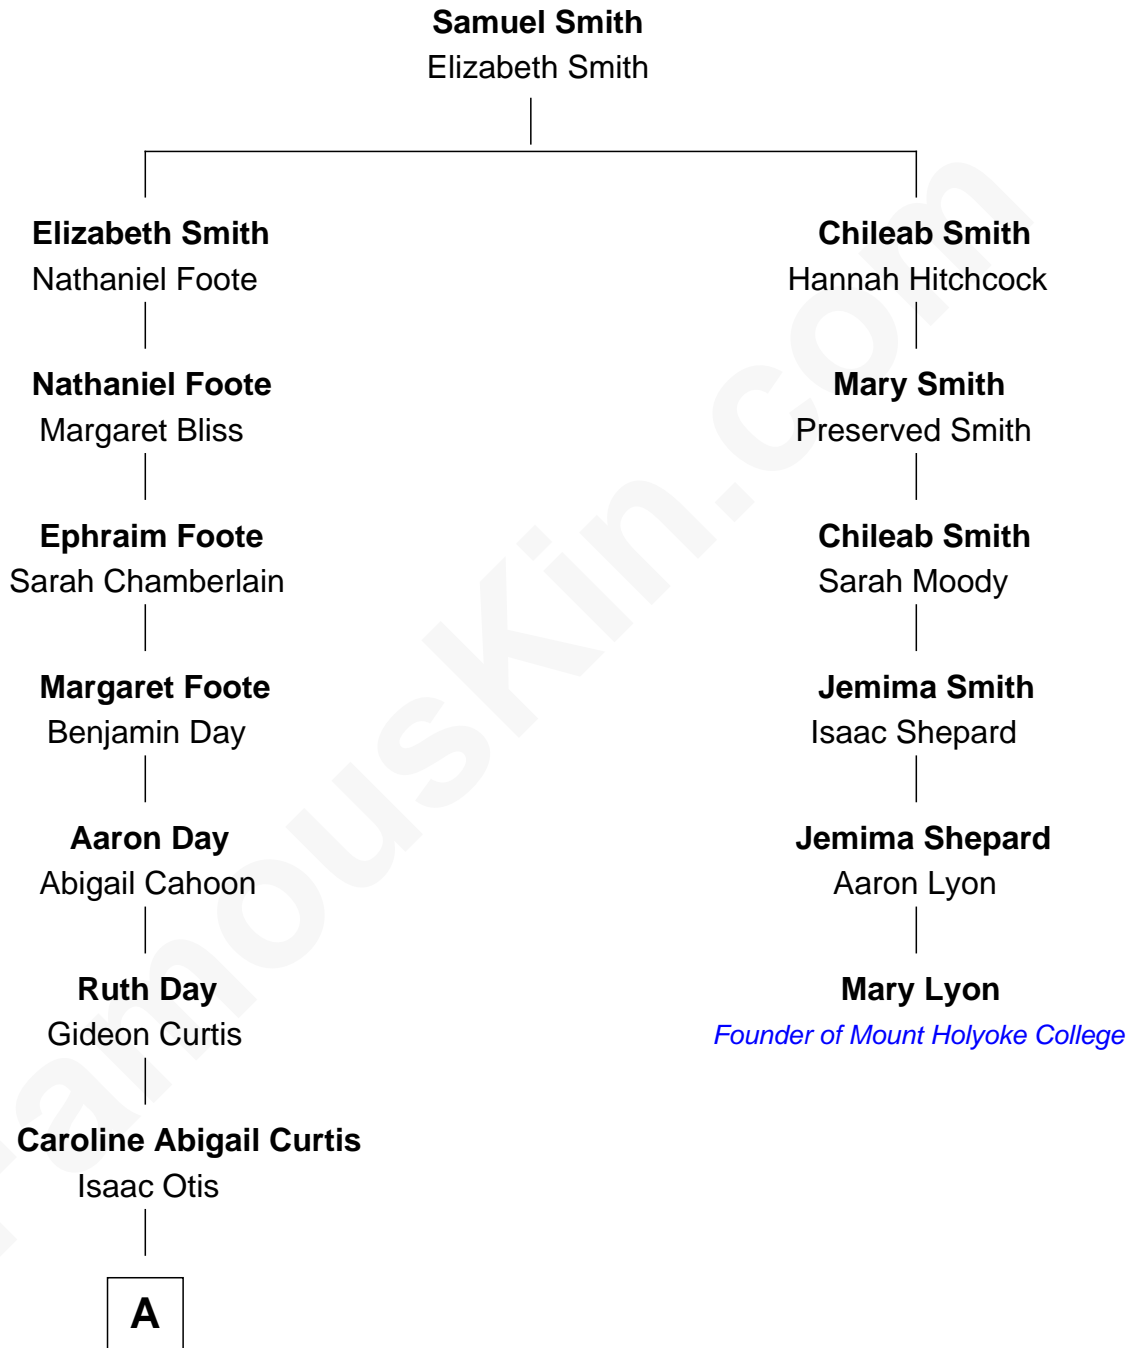 Samuel Smith
Elizabeth Smith
Elizabeth Smith
Nathaniel Foote
Nathaniel Foote
Margaret Bliss
Ephraim Foote
Sarah Chamberlain
Margaret Foote
Benjamin Day
Aaron Day
Abigail Cahoon
Ruth Day
Gideon Curtis
Caroline Abigail Curtis
Isaac Otis
A
Chileab Smith
Hannah Hitchcock
Mary Smith
Preserved Smith
Chileab Smith
Sarah Moody
Jemima Smith
Isaac Shepard
Jemima Shepard
Aaron Lyon
Mary Lyon
Founder of Mount Holyoke College
FamousKin.com